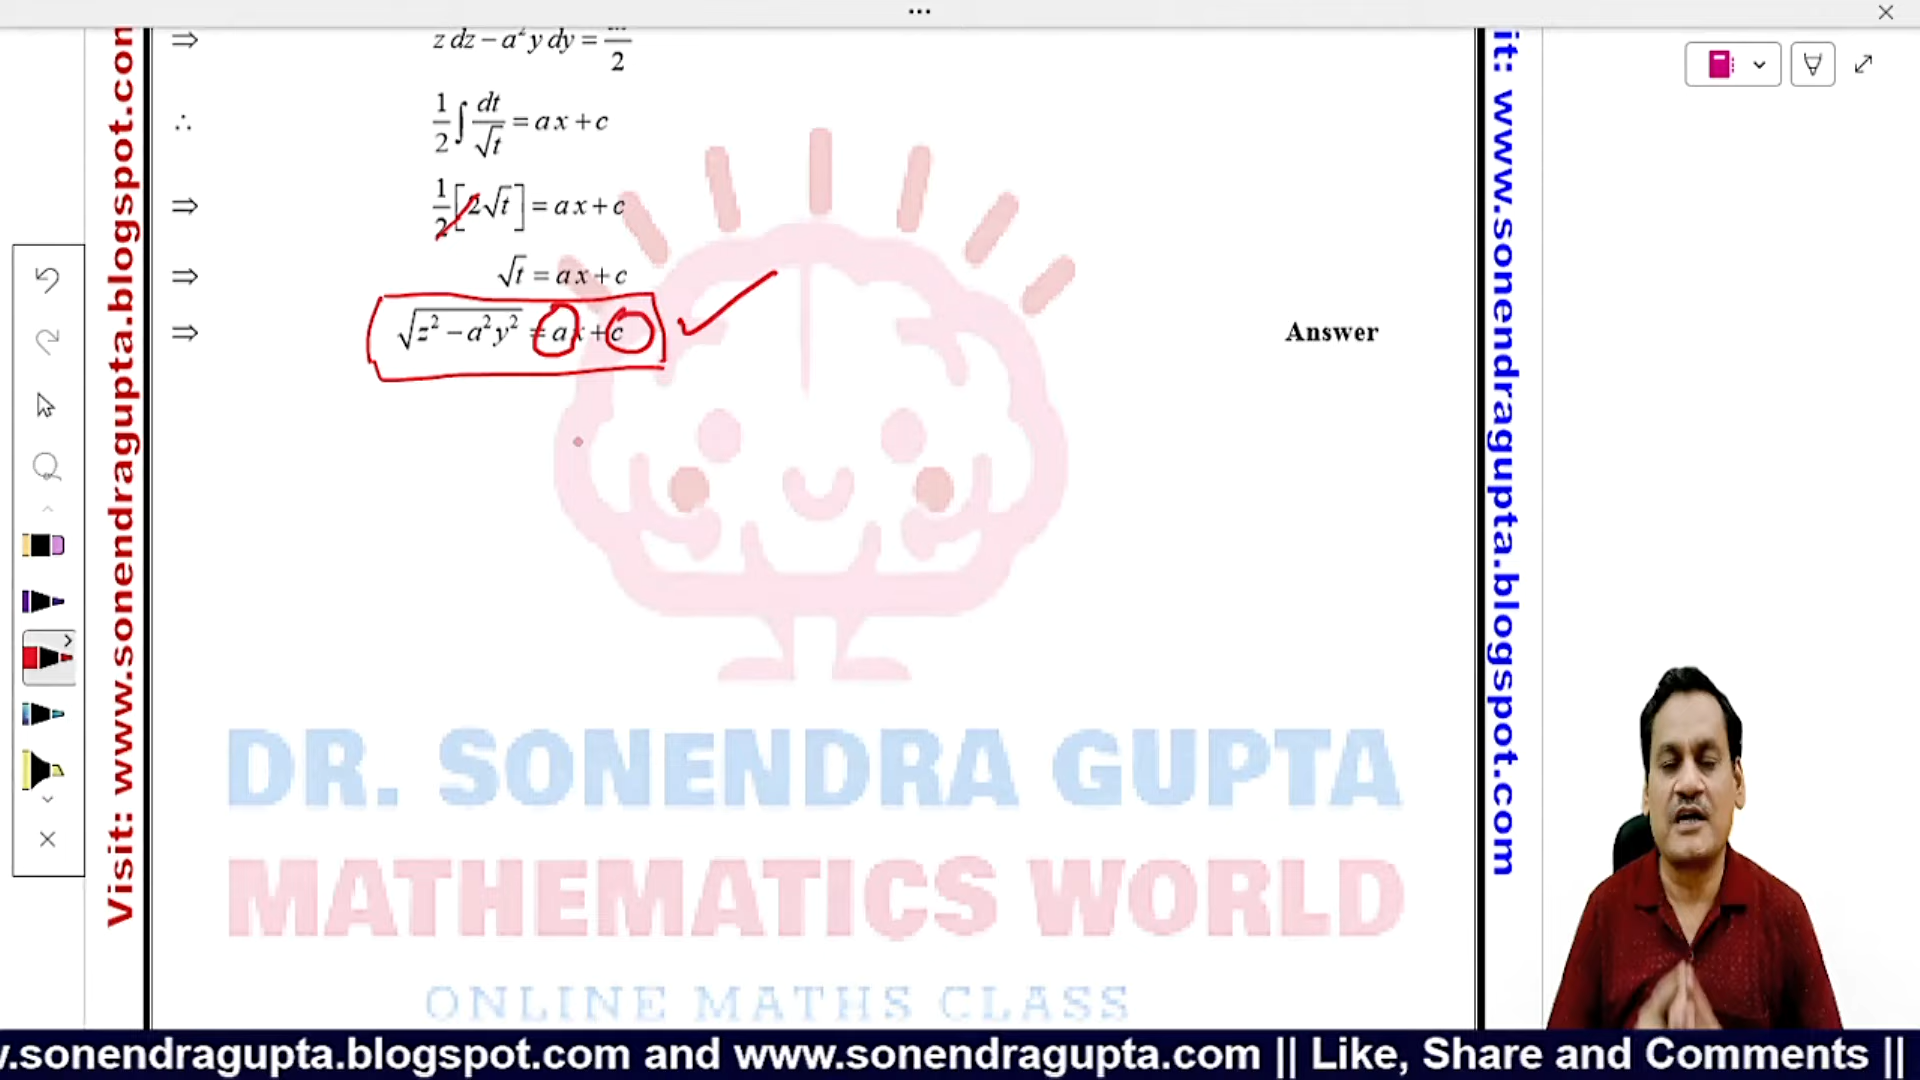 ...
⇒ z dz − a² y dy = dt/2
∴ 1/2 ∫ dt/√t = ax + c
⇒ 1/2 [2√t] = ax + c
⇒ √t = ax + c
⇒ √(z² − a²y²) = ax + c Answer
Visit: www.sonendragupta.blogspot.com
it: www.sonendragupta.blogspot.com
DR. SONENDRA GUPTA
MATHEMATICS WORLD
ONLINE MATHS CLASS
.sonendragupta.blogspot.com and www.sonendragupta.com || Like, Share and Comments ||